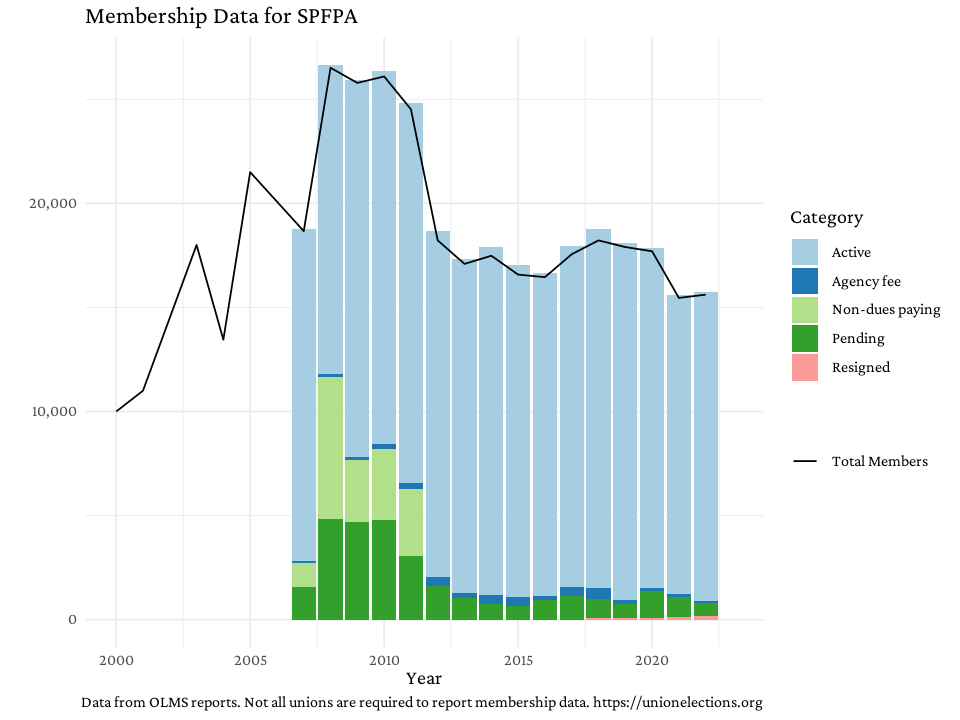 Membership Data for SPFPA
20,000
10,000
0
2000
2005
2010
2015
2020
Year
Category
Active
Agency fee
Non-dues paying
Pending
Resigned
Total Members
Data from OLMS reports. Not all unions are required to report membership data. https://unionelections.org